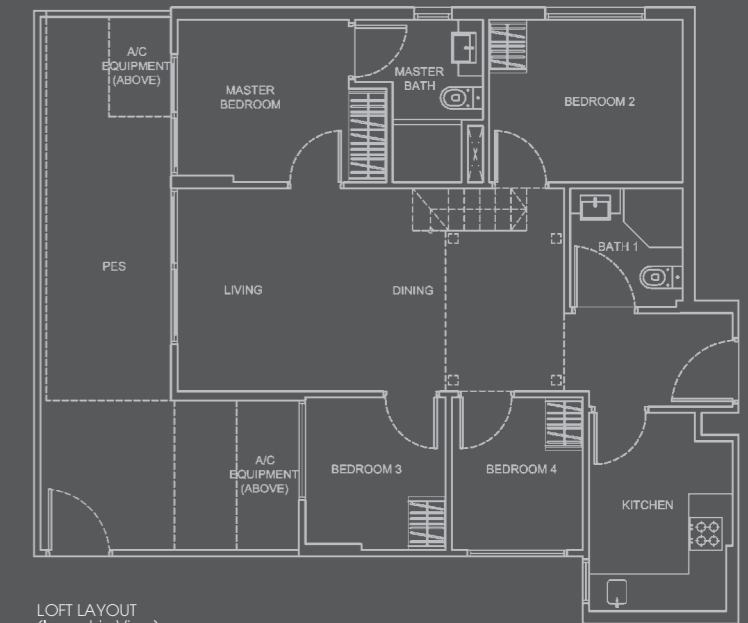 A/C
EQUIPMENT
(ABOVE)
MASTER
BEDROOM
MASTER
BATH
BEDROOM 2
BATH 1
PES
LIVING
DINING
A/C
EQUIPMENT
(ABOVE)
BEDROOM 3
BEDROOM 4
KITCHEN
LOFT LAYOUT